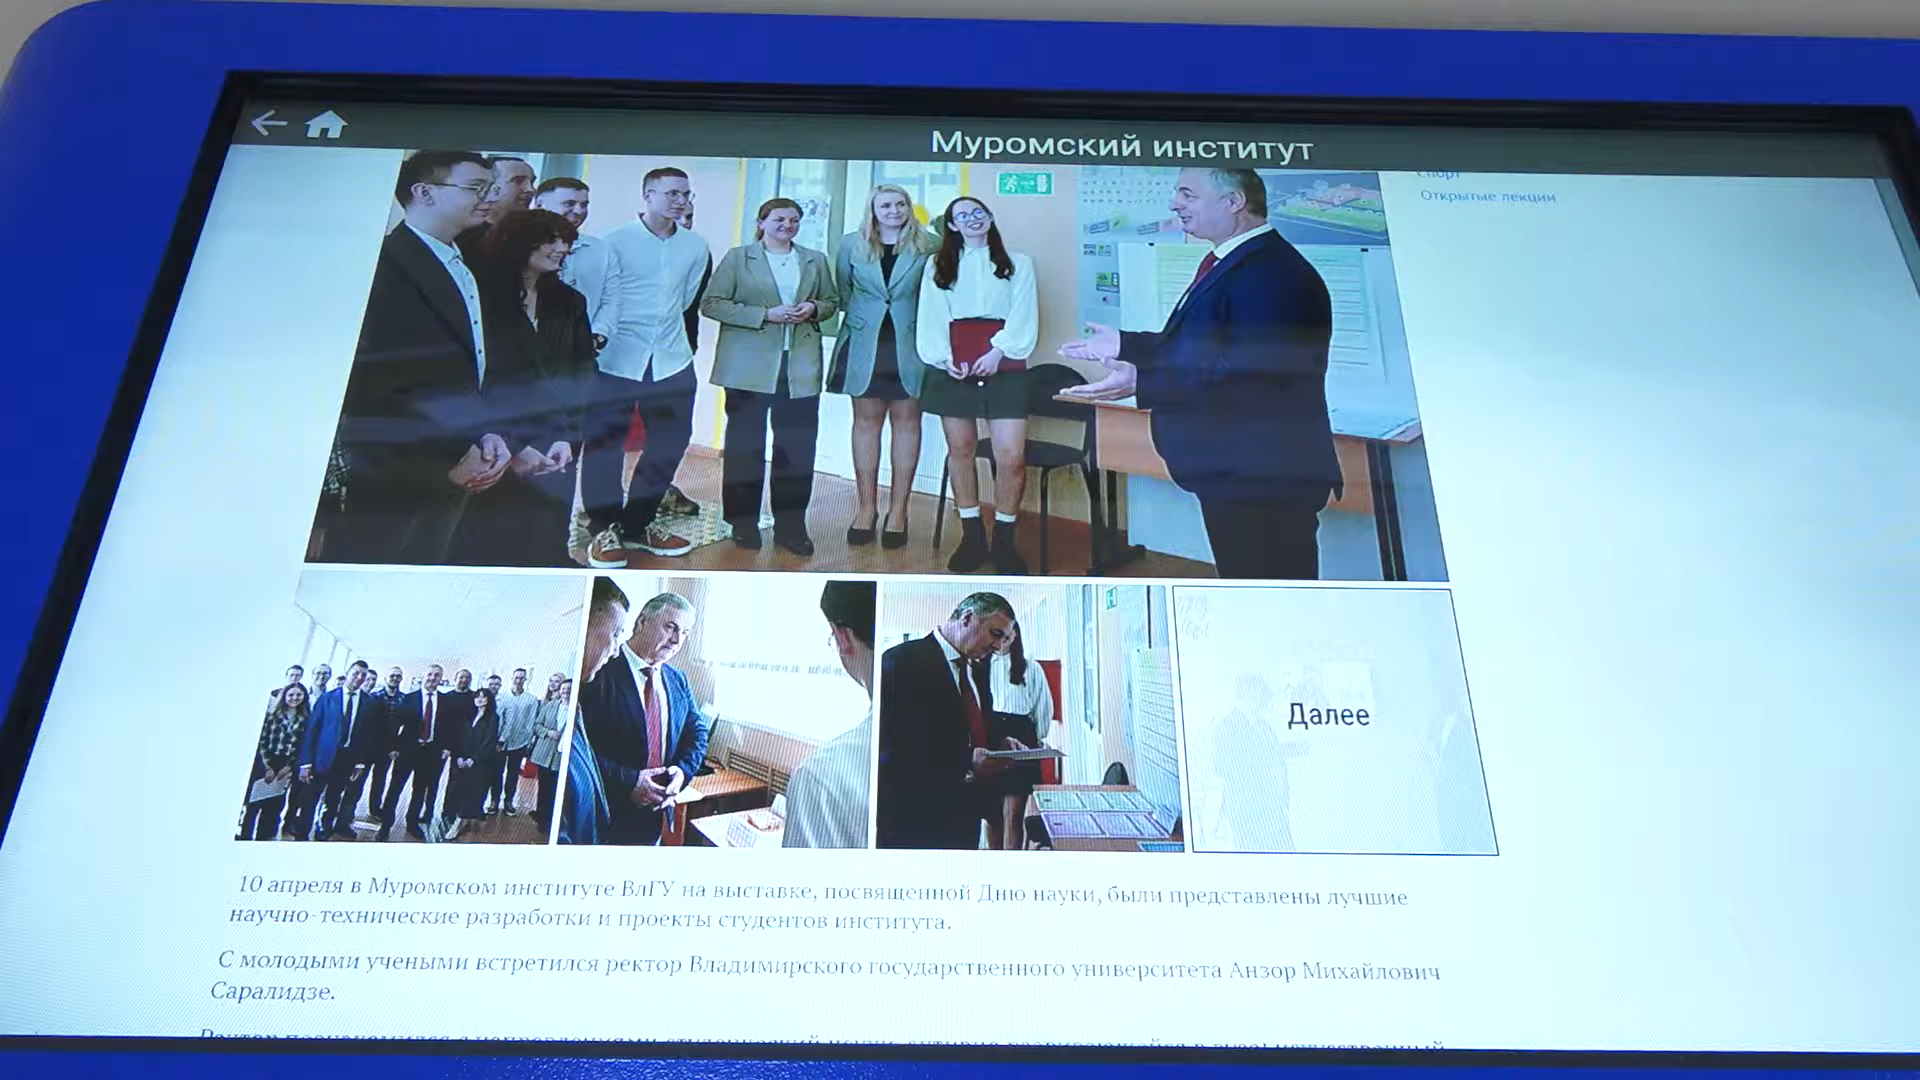 Муромский институт
Спорт
Открытые лекции
Далее
10 апреля в Муромском институте ВлГУ на выставке, посвященной Дню науки, были представлены лучшие
научно-технические разработки и проекты студентов института.
С молодыми учеными встретился ректор Владимирского государственного университета Анзор Михайлович
Саралидзе.